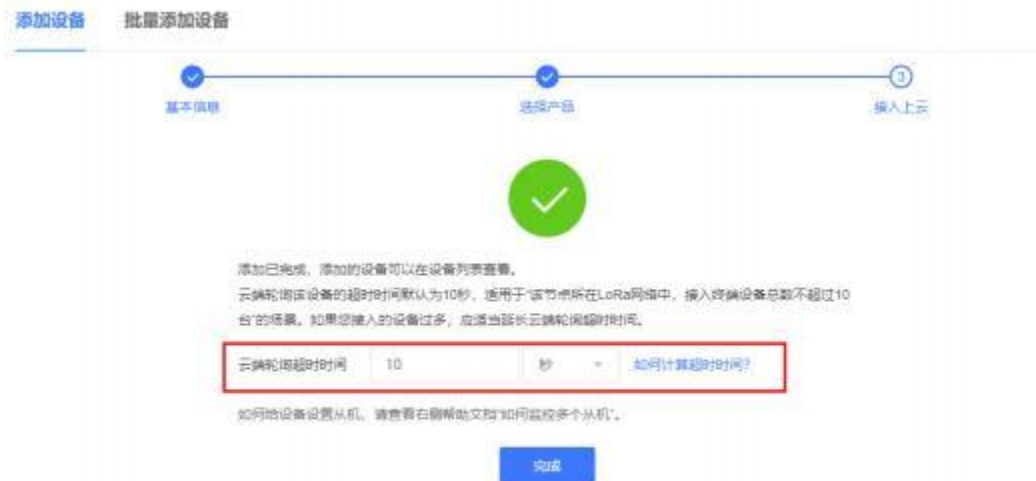 添加设备 批量添加设备
3
基本信息 选择产品 接入上云
添加已完成，添加的设备可以在设备列表查看。
云端轮询该设备的超时时间默认为10秒，适用于“该节点所在LoRa网络中，接入终端设备总数不超过10
台”的场景。如果您接入的设备过多，应适当延长云端轮询超时时间。
云端轮询超时时间 10 秒 如何计算超时时间？
如何给设备设置从机，请查看右侧帮助文档“如何监控多个从机”。
完成